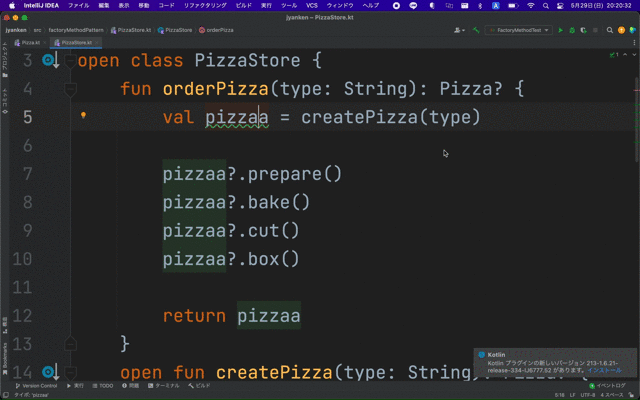 IntelliJ IDEA ファイル 編集 表示 移動 コード リファクタリング ビルド 実行 ツール VCS ウィンドウ ヘルプ 5月29日(日) 20:20:32
jyanken – PizzaStore.kt
jyanken src factoryMethodPattern PizzaStore.kt PizzaStore orderPizza FactoryMethodTest
Pizza.kt PizzaStore.kt
プロジェクト
コミット
構造
Bookmarks
1
3 open class PizzaStore {
4 fun orderPizza(type: String): Pizza? {
5 val pizzaa = createPizza(type)
6
7 pizzaa?.prepare()
8 pizzaa?.bake()
9 pizzaa?.cut()
10 pizzaa?.box()
11
12 return pizzaa
13 }
14 open fun createPizza(type: String): Pizza? {
Kotlin
Kotlin プラグインの新しいバージョン 213-1.6.21-
release-334-IJ6777.52 があります。インストール
Version Control 実行 TODO 問題 ターミナル ビルド イベントログ
タイポ: 'pizzaa' 5:18 LF UTF-8 4 スペース